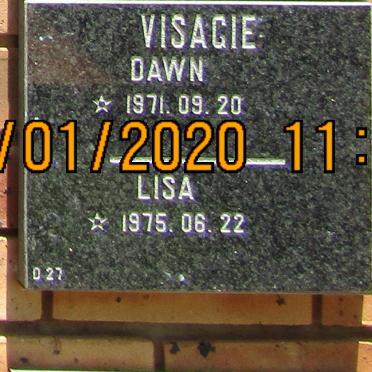 VISAGIE
DAWN
☆ 1971. 09. 20
/01/2020 11:
LISA
☆ 1975. 06. 22
D 27